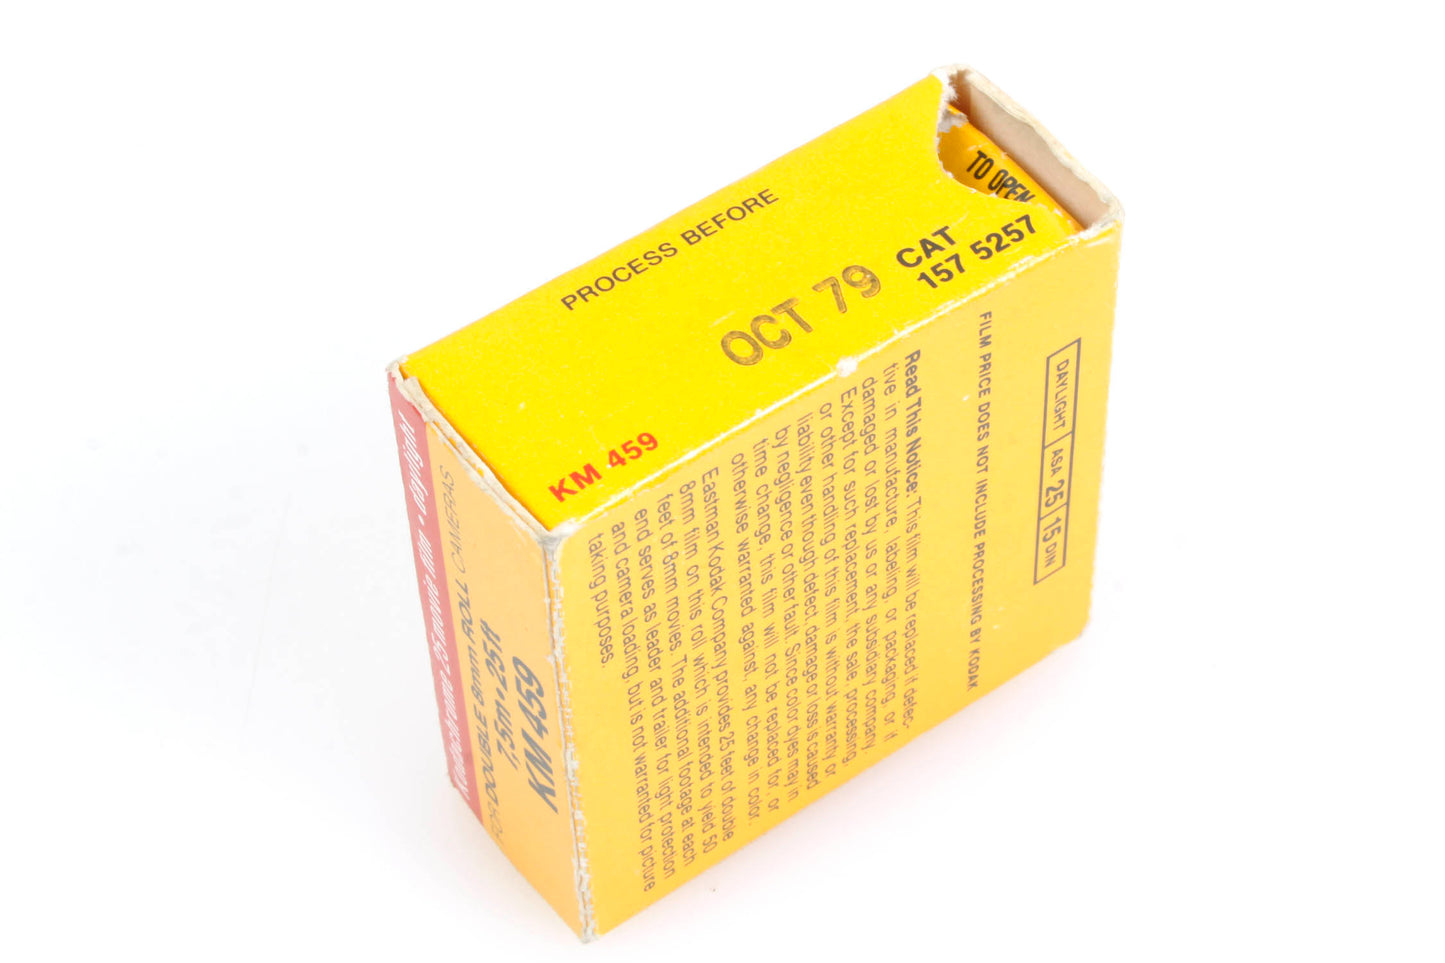 TO OPEN
PROCESS BEFORE
OCT 79
CAT
157 5257
KM 459
Kodachrome 25 movie film • daylight
FOR DOUBLE 8mm ROLL CAMERAS
7,5m • 25ft
KM 459
DAYLIGHT ASA 25 15 DIN
FILM PRICE DOES NOT INCLUDE PROCESSING BY KODAK
Read This Notice: This film will be replaced if defec-
tive in manufacture, labeling, or packaging, or if
damaged or lost by us or any subsidiary company.
Except for such replacement, the sale, processing,
or other handling of this film is without warranty or
liability even though defect, damage or loss is caused
by negligence or other fault. Since color dyes may in
time change, this film will not be replaced for, or
otherwise warranted against, any change in color.
Eastman Kodak Company provides 25 feet of double
8mm film on this roll which is intended to yield 50
feet of 8mm movies. The additional footage at each
end serves as leader and trailer for light protection
and camera loading, but is not warranted for picture
taking purposes.